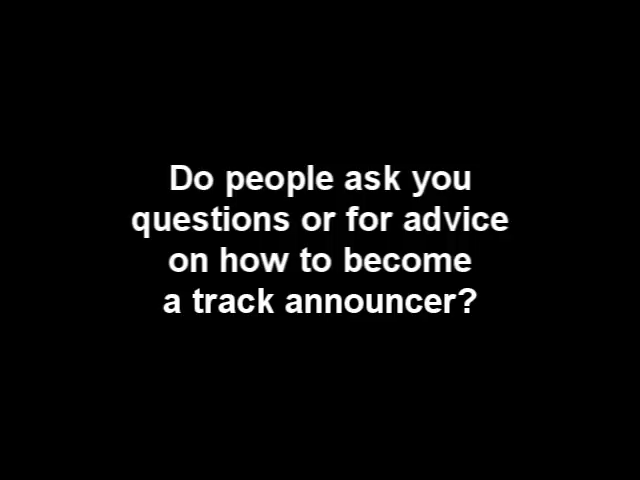 Do people ask you
questions or for advice
on how to become
a track announcer?